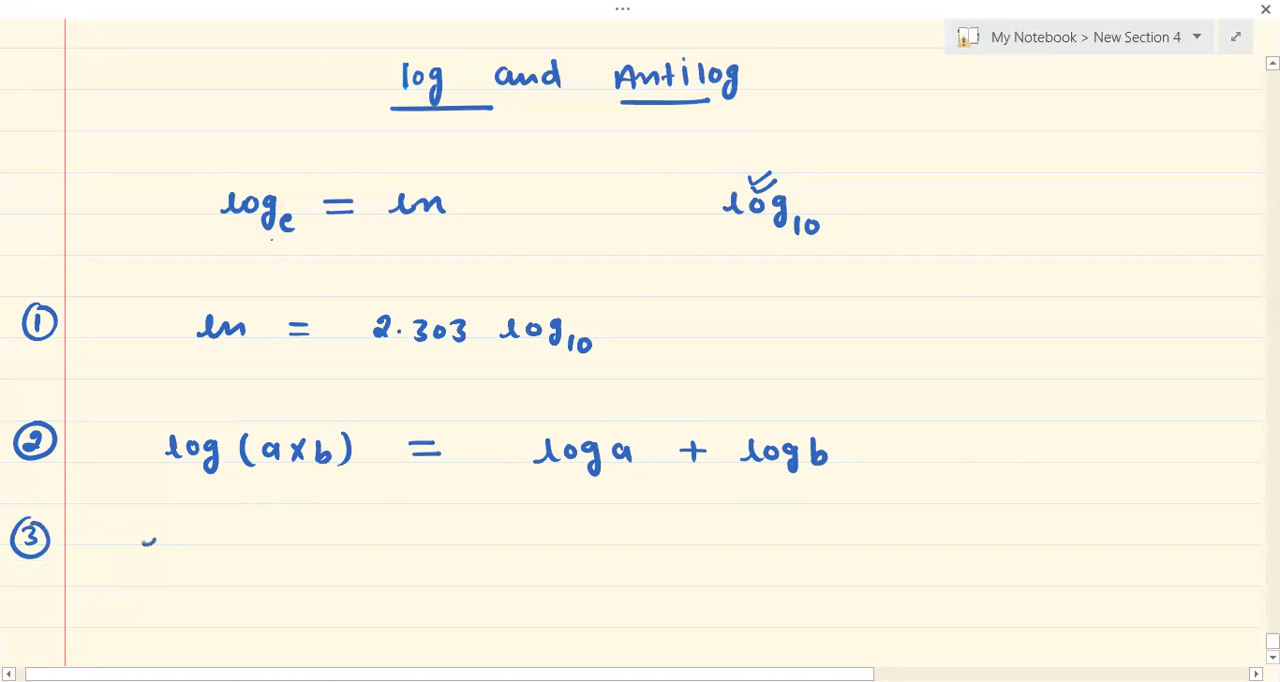 ...
My Notebook > New Section 4
log and Antilog
logₑ = ln log₁₀
① ln = 2.303 log₁₀
② log (a×b) = log a + log b
③